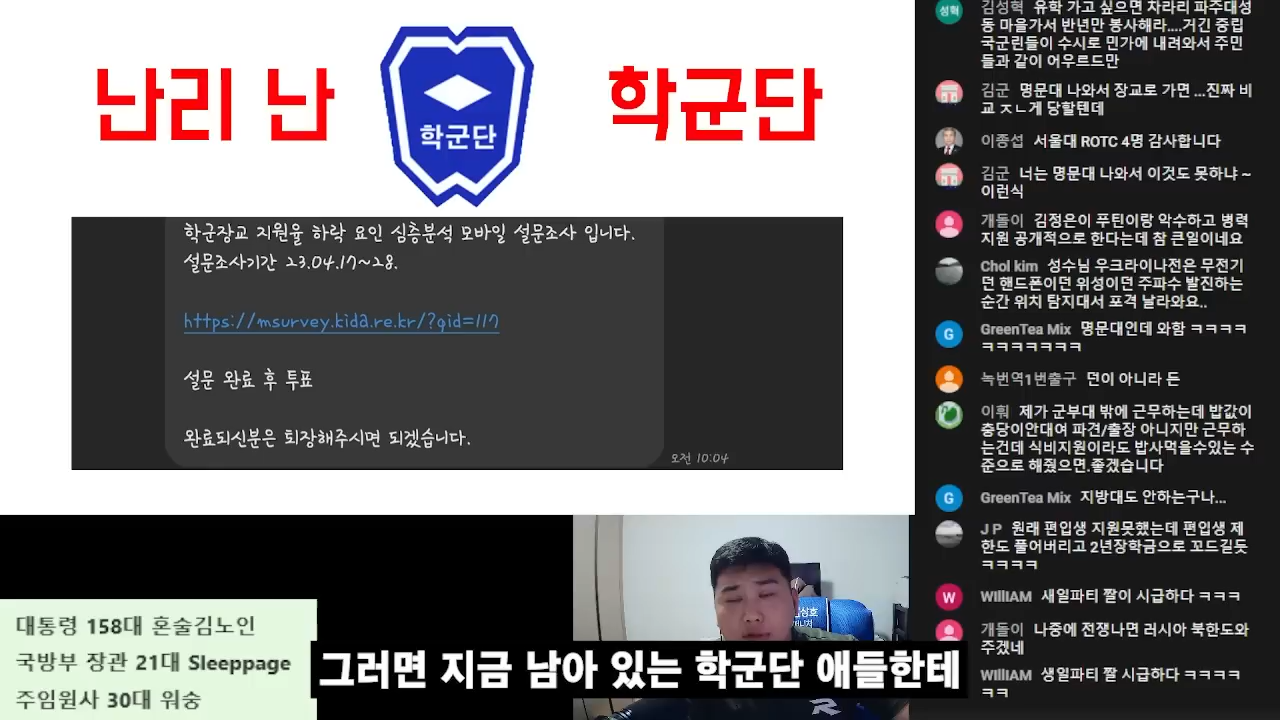 난리 난
학군단
학군단
학군장교 지원율 하락 요인 심층분석 모바일 설문조사 입니다.
설문조사기간 23.04.17~28.
https://msurvey.kida.re.kr/?qid=117
설문 완료 후 투표
완료되신분은 퇴장해주시면 되겠습니다.
오전 10:04
대통령 158대 혼술김노인
국방부 장관 21대 Sleeppage
주임원사 30대 워숭
그러면 지금 남아 있는 학군단 애들한테
성혁
김성혁 유학 가고 싶으면 차라리 파주대성
동 마을가서 반년만 봉사해라....거긴 중립
국군린들이 수시로 민가에 내려와서 주민
들과 같이 어우르드만
김군 명문대 나와서 장교로 가면 ...진짜 비
교 ㅈㄴ게 당할텐데
이종섭 서울대 ROTC 4명 감사합니다
김군 너는 명문대 나와서 이것도 못하냐 ~
이런식
개돌이 김정은이 푸틴이랑 악수하고 병력
지원 공개적으로 한다는데 참 큰일이네요
Chol kim 성수님 우크라이나전은 무전기
던 핸드폰이던 위성이던 주파수 발진하는
순간 위치 탐지대서 포격 날라와요..
G
GreenTea Mix 명문대인데 와함 ㅋㅋㅋㅋ
ㅋㅋㅋㅋㅋㅋㅋ
녹번역1번출구 던이 아니라 든
이훠 제가 군부대 밖에 근무하는데 밥값이
충당이안대여 파견/출장 아니지만 근무하
는건데 식비지원이라도 밥사먹을수있는 수
준으로 해줬으면.좋겠습니다
G
GreenTea Mix 지방대도 안하는구나...
J P 원래 편입생 지원못했는데 편입생 제
한도 풀어버리고 2년장학금으로 꼬드길듯
ㅋㅋㅋㅋ
W
WIllIAM 새일파티 짤이 시급하다 ㅋㅋㅋ
개돌이 나중에 전쟁나면 러시아 북한도와
주겠네
WIllIAM 생일파티 짤 시급하다 ㅋㅋㅋㅋ
ㅋㅋ